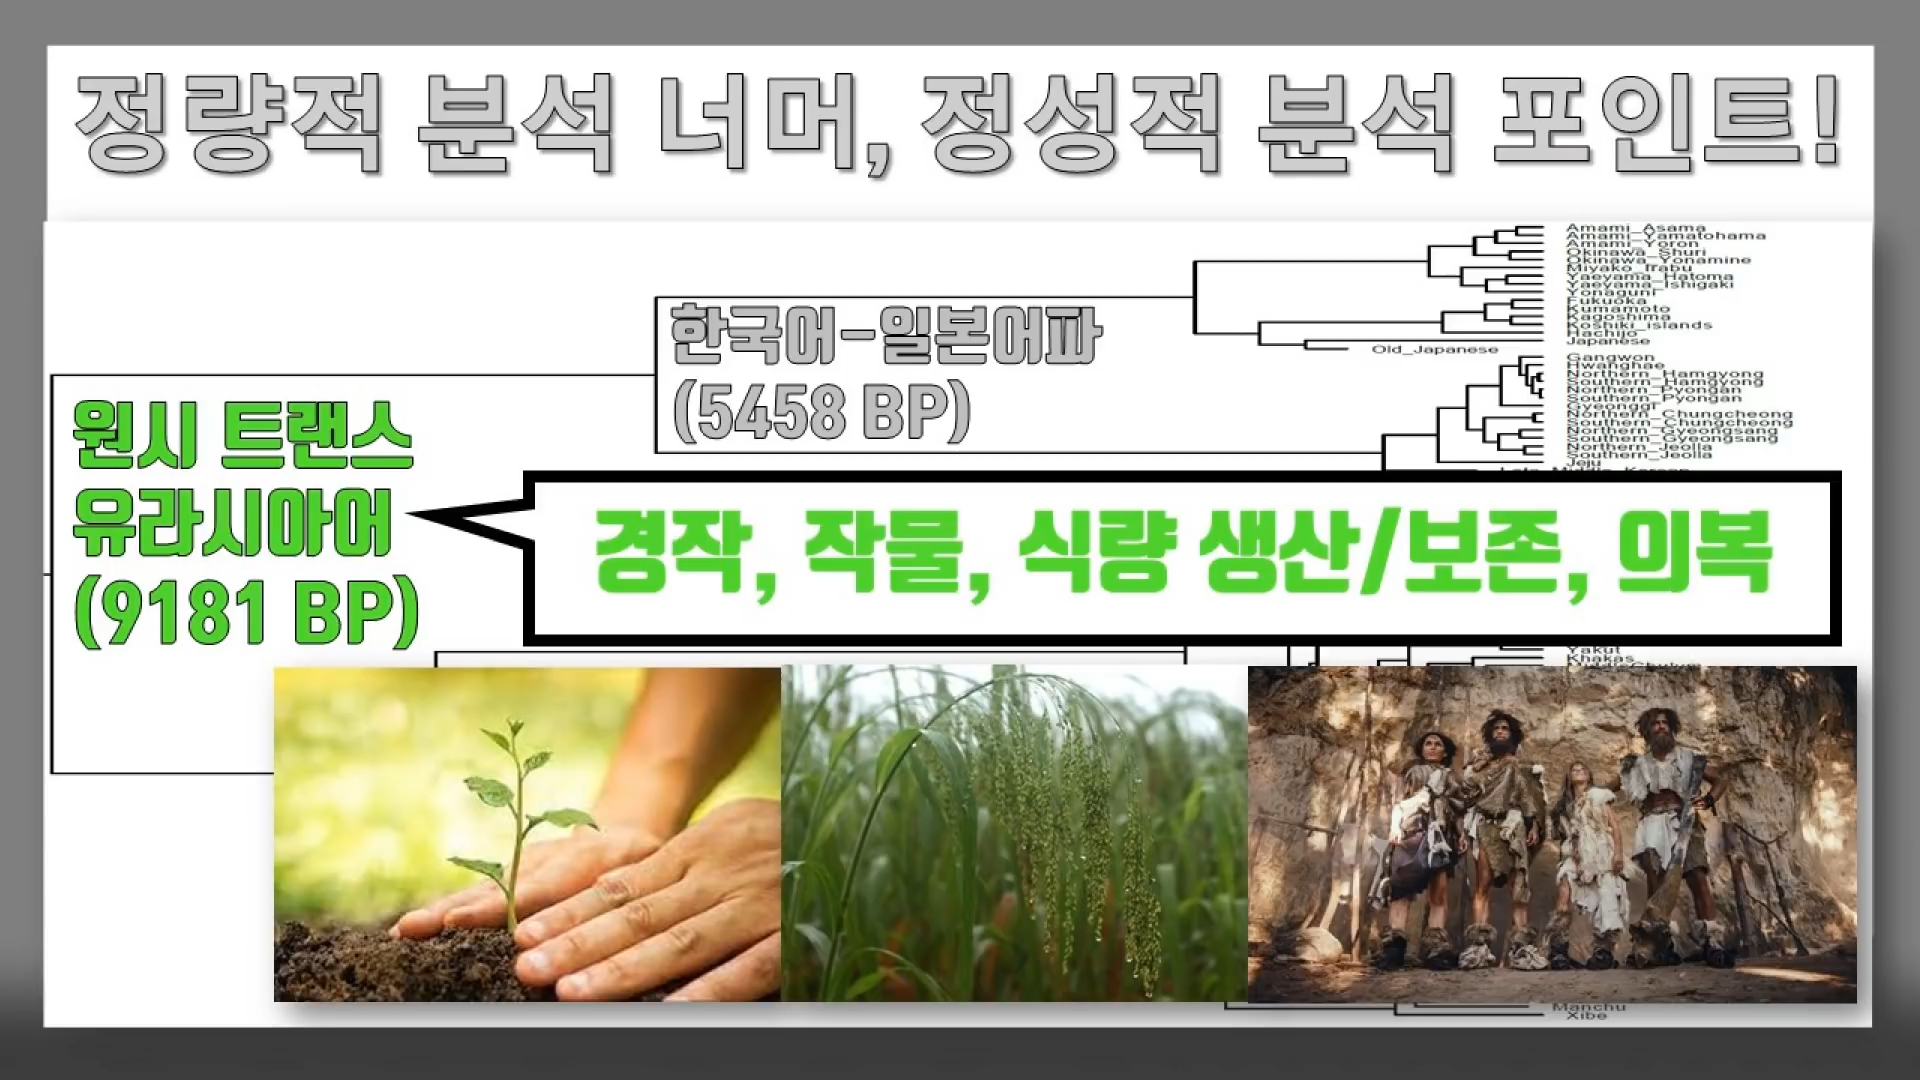 정량적 분석 너머, 정성적 분석 포인트!
Amami_Asama
Amami_Yamatohama
Amami_Yoron
Okinawa_Shuri
Okinawa_Yonamine
Miyako_Irabu
Yaeyama_Hatoma
Yaeyama_Ishigaki
Yonaguni
Fukuoka
Kumamoto
Kagoshima
Koshiki_islands
Hachijo
Japanese
Old_Japanese
한국어-일본어파
(5458 BP)
Gangwon
Hwanghae
Northern_Hamgyong
Southern_Hamgyong
Northern_Pyongan
Southern_Pyongan
Gyeonggi
Northern_Chungcheong
Southern_Chungcheong
Northern_Gyeongsang
Southern_Gyeongsang
Northern_Jeolla
Southern_Jeolla
Jeju
원시 트랜스
유라시아어
(9181 BP)
경작, 작물, 식량 생산/보존, 의복
Yakut
Khakas
Manchu
Xibe